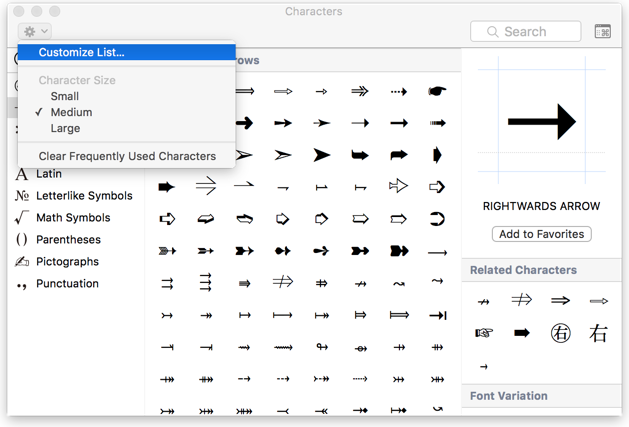 Characters
Search
Customize List…
Character Size
Small
✓ Medium
Large
Clear Frequently Used Characters
rows
A Latin
№ Letterlike Symbols
√ Math Symbols
() Parentheses
Pictographs
., Punctuation
RIGHTWARDS ARROW
Add to Favorites
Related Characters
㊨ 右
Font Variation